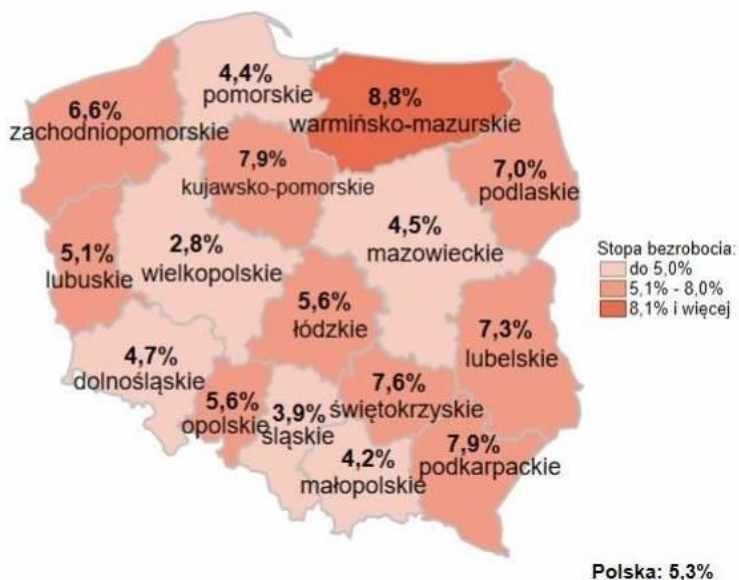 4,4%
pomorskie
8,8%
warmińsko-mazurskie
6,6%
zachodniopomorskie
7,9%
kujawsko-pomorskie
7,0%
podlaskie
4,5%
mazowieckie
5,1%
lubuskie
2,8%
wielkopolskie
5,6%
łódzkie
7,3%
lubelskie
4,7%
dolnośląskie
5,6%
opolskie
3,9%
śląskie
7,6%
świętokrzyskie
4,2%
małopolskie
7,9%
podkarpackie
Stopa bezrobocia:
do 5,0%
5,1% - 8,0%
8,1% i więcej
Polska: 5,3%